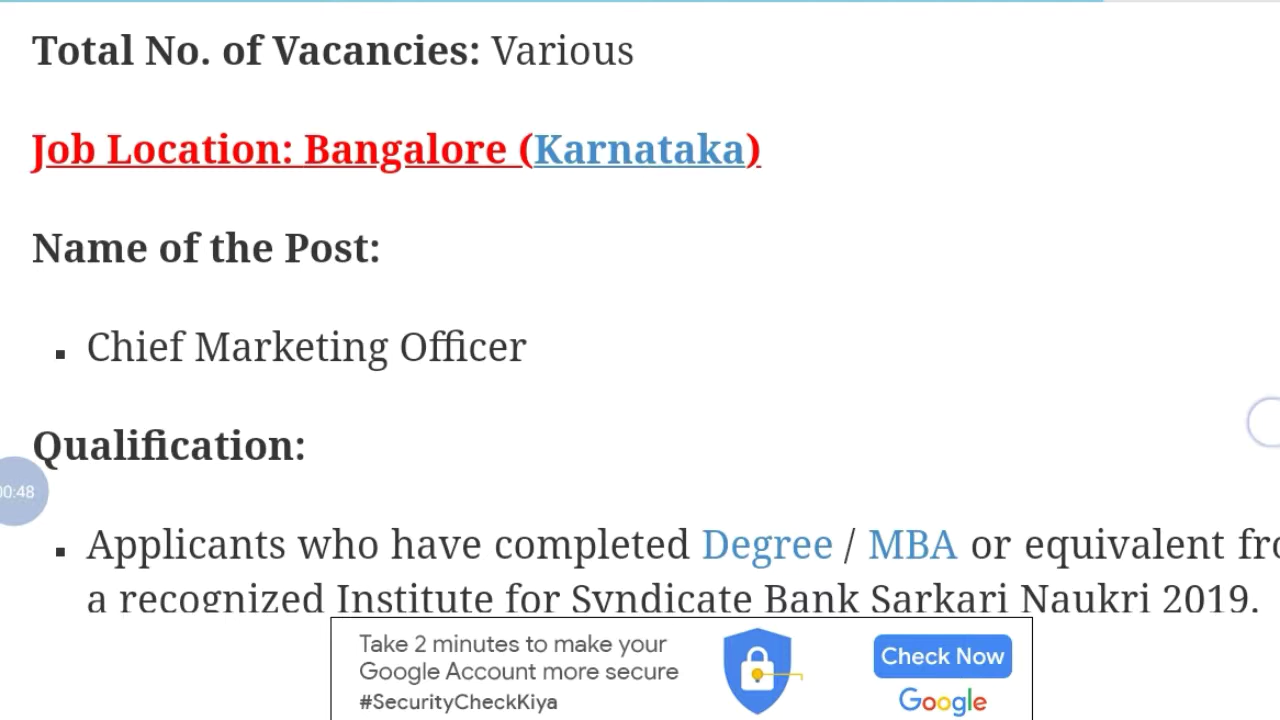 Total No. of Vacancies: Various
Job Location: Bangalore (Karnataka)
Name of the Post:
▪ Chief Marketing Officer
Qualification:
00:48
▪ Applicants who have completed Degree / MBA or equivalent fro
a recognized Institute for Syndicate Bank Sarkari Naukri 2019.
Take 2 minutes to make your
Google Account more secure
#SecurityCheckKiya
Check Now
Google